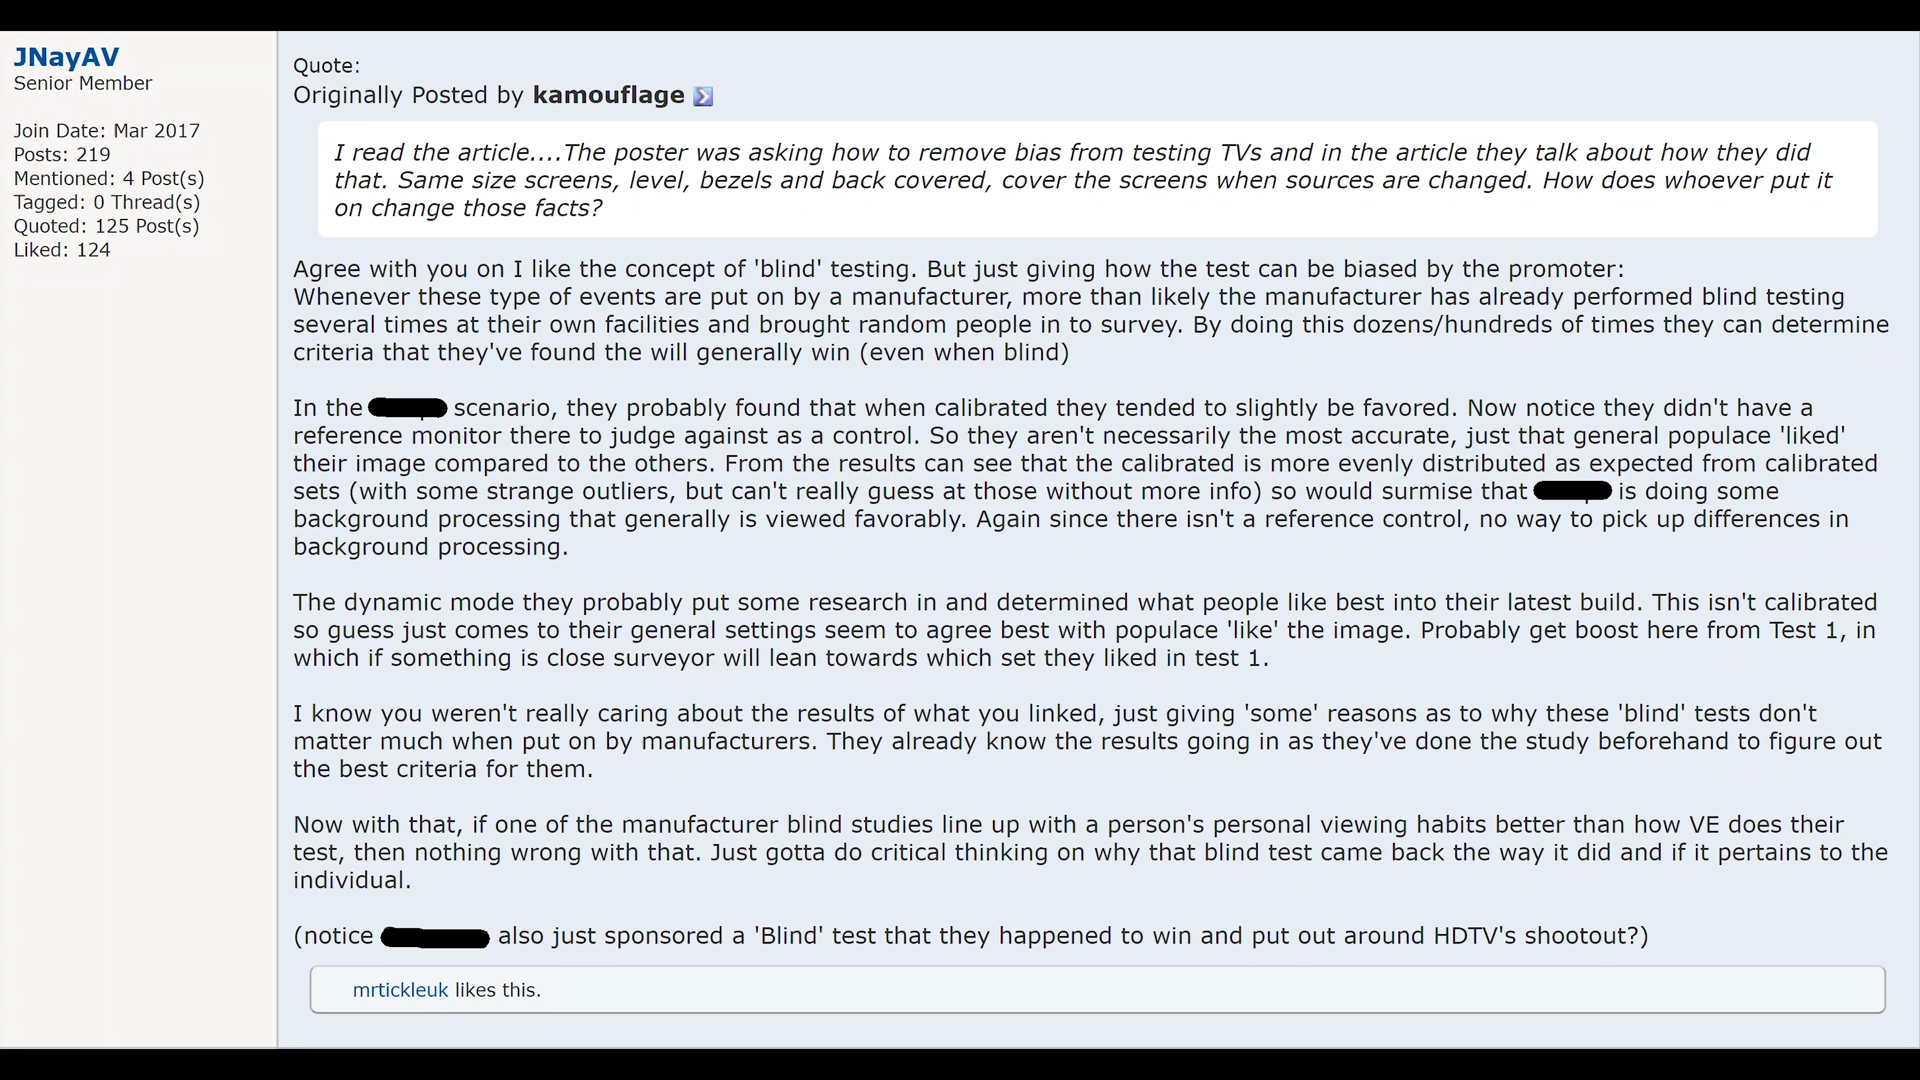 JNayAV
Senior Member
Join Date: Mar 2017
Posts: 219
Mentioned: 4 Post(s)
Tagged: 0 Thread(s)
Quoted: 125 Post(s)
Liked: 124
Quote:
Originally Posted by kamouflage
I read the article....The poster was asking how to remove bias from testing TVs and in the article they talk about how they did
that. Same size screens, level, bezels and back covered, cover the screens when sources are changed. How does whoever put it
on change those facts?
Agree with you on I like the concept of 'blind' testing. But just giving how the test can be biased by the promoter:
Whenever these type of events are put on by a manufacturer, more than likely the manufacturer has already performed blind testing
several times at their own facilities and brought random people in to survey. By doing this dozens/hundreds of times they can determine
criteria that they've found the will generally win (even when blind)
In the scenario, they probably found that when calibrated they tended to slightly be favored. Now notice they didn't have a
reference monitor there to judge against as a control. So they aren't necessarily the most accurate, just that general populace 'liked'
their image compared to the others. From the results can see that the calibrated is more evenly distributed as expected from calibrated
sets (with some strange outliers, but can't really guess at those without more info) so would surmise that is doing some
background processing that generally is viewed favorably. Again since there isn't a reference control, no way to pick up differences in
background processing.
The dynamic mode they probably put some research in and determined what people like best into their latest build. This isn't calibrated
so guess just comes to their general settings seem to agree best with populace 'like' the image. Probably get boost here from Test 1, in
which if something is close surveyor will lean towards which set they liked in test 1.
I know you weren't really caring about the results of what you linked, just giving 'some' reasons as to why these 'blind' tests don't
matter much when put on by manufacturers. They already know the results going in as they've done the study beforehand to figure out
the best criteria for them.
Now with that, if one of the manufacturer blind studies line up with a person's personal viewing habits better than how VE does their
test, then nothing wrong with that. Just gotta do critical thinking on why that blind test came back the way it did and if it pertains to the
individual.
(notice also just sponsored a 'Blind' test that they happened to win and put out around HDTV's shootout?)
mrtickleuk likes this.